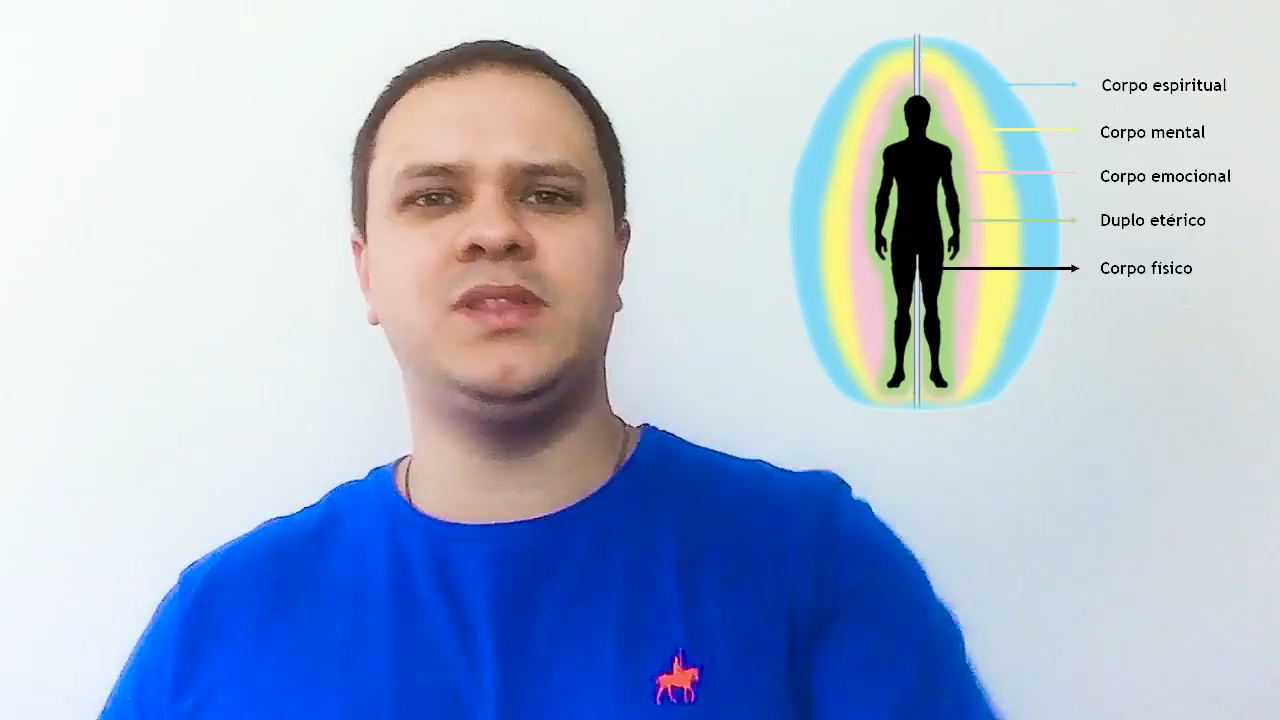 Corpo espiritual
Corpo mental
Corpo emocional
Duplo etérico
Corpo físico